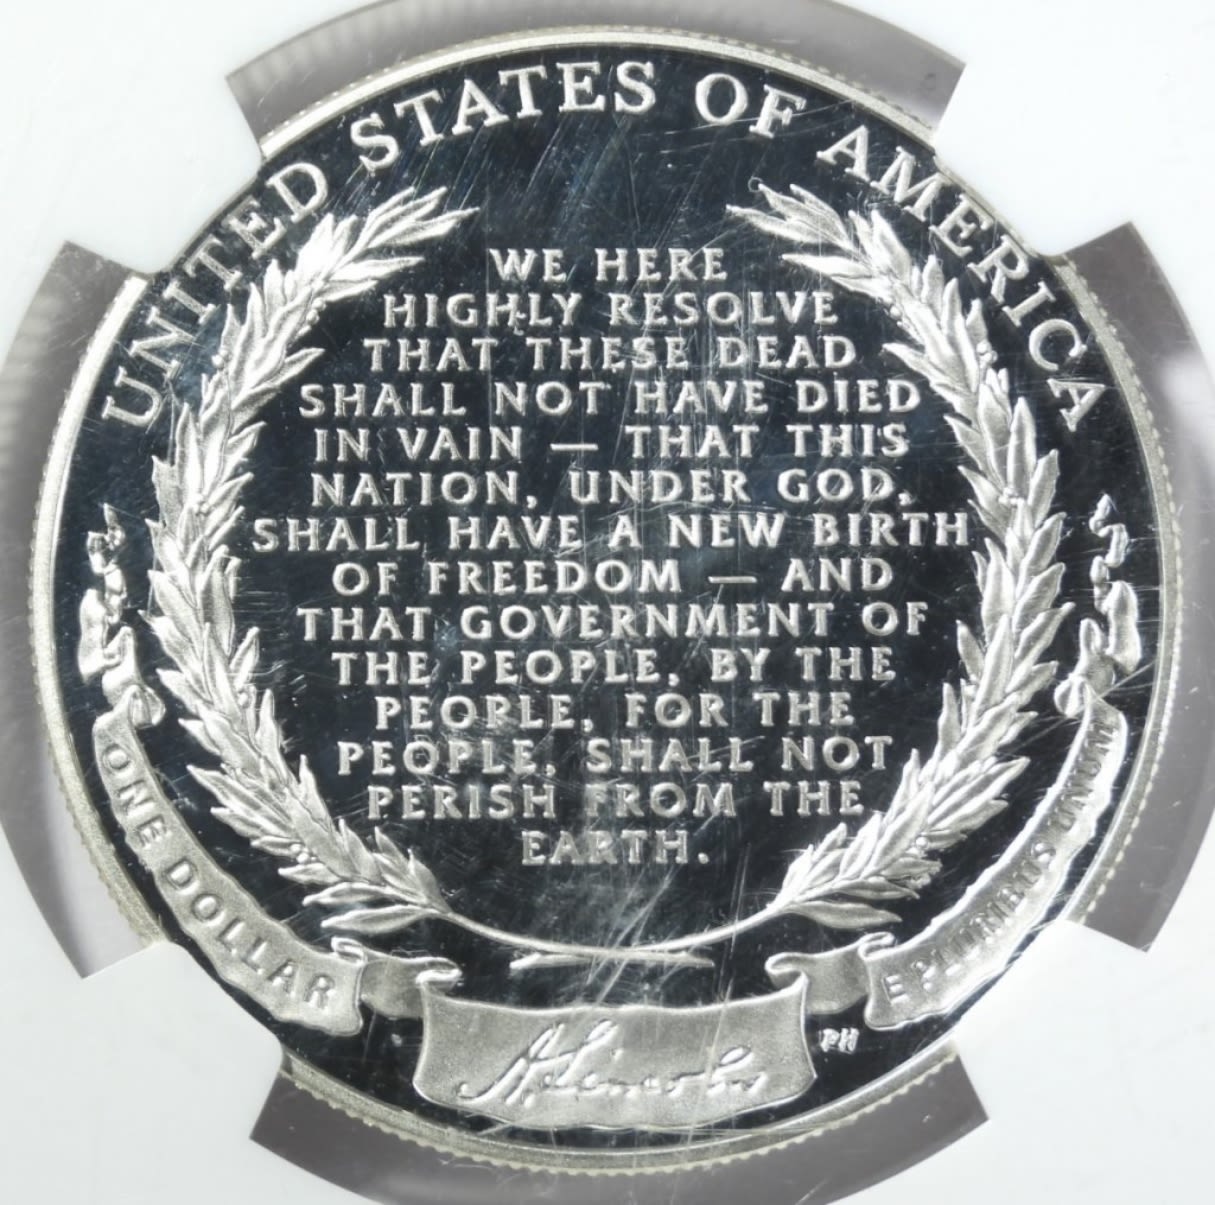 UNITED STATES OF AMERICA
WE HERE
HIGHLY RESOLVE
THAT THESE DEAD
SHALL NOT HAVE DIED
IN VAIN — THAT THIS
NATION, UNDER GOD,
SHALL HAVE A NEW BIRTH
OF FREEDOM — AND
THAT GOVERNMENT OF
THE PEOPLE, BY THE
PEOPLE, FOR THE
PEOPLE, SHALL NOT
PERISH FROM THE
EARTH.
ONE DOLLAR
A. Lincoln
E PLURIBUS UNUM
PH